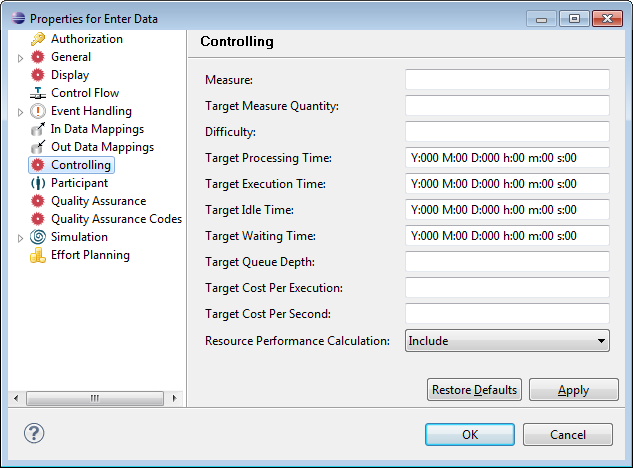 Properties for Enter Data
Authorization
General
Display
Control Flow
Event Handling
In Data Mappings
Out Data Mappings
Controlling
Participant
Quality Assurance
Quality Assurance Codes
Simulation
Effort Planning
Controlling
Measure:
Target Measure Quantity:
Difficulty:
Target Processing Time: Y:000 M:00 D:000 h:00 m:00 s:00
Target Execution Time: Y:000 M:00 D:000 h:00 m:00 s:00
Target Idle Time: Y:000 M:00 D:000 h:00 m:00 s:00
Target Waiting Time: Y:000 M:00 D:000 h:00 m:00 s:00
Target Queue Depth:
Target Cost Per Execution:
Target Cost Per Second:
Resource Performance Calculation: Include
Restore Defaults Apply
? OK Cancel